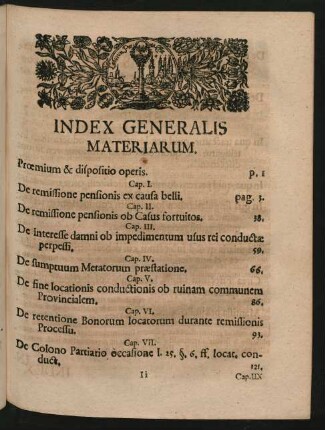 INDEX GENERALIS
MATERIARUM.
Prœmium & dispositio operis. p. 1
Cap. I.
De remissione pensionis ex causa belli. pag. 3.
Cap. II.
De remissione pensionis ob Casus fortuitos. 38.
Cap. III.
De interesse damni ob impedimentum usus rei conductæ
perpessi. 59.
Cap. IV.
De sumptuum Metatorum præstatione. 66.
Cap. V.
De fine locationis conductionis ob ruinam communem
Provincialem. 86.
Cap. VI.
De retentione Bonorum locatorum durante remissionis
Processu. 93.
Cap. VII.
De Colono Partiario occasione l. 25. §. 6. ff. locat. con-
duct. 121.
Ii Cap.IIX